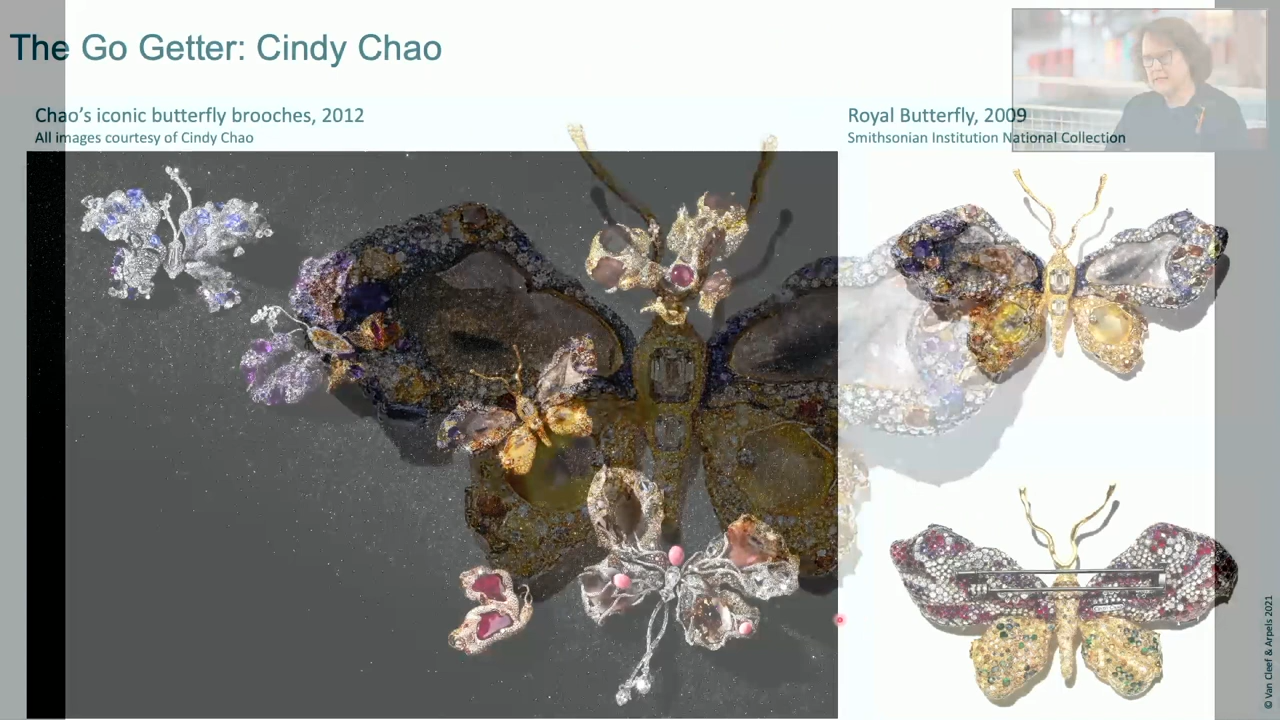 The Go Getter: Cindy Chao
Chao's iconic butterfly brooches, 2012
All images courtesy of Cindy Chao
Royal Butterfly, 2009
Smithsonian Institution National Collection
© Van Cleef & Arpels 2021